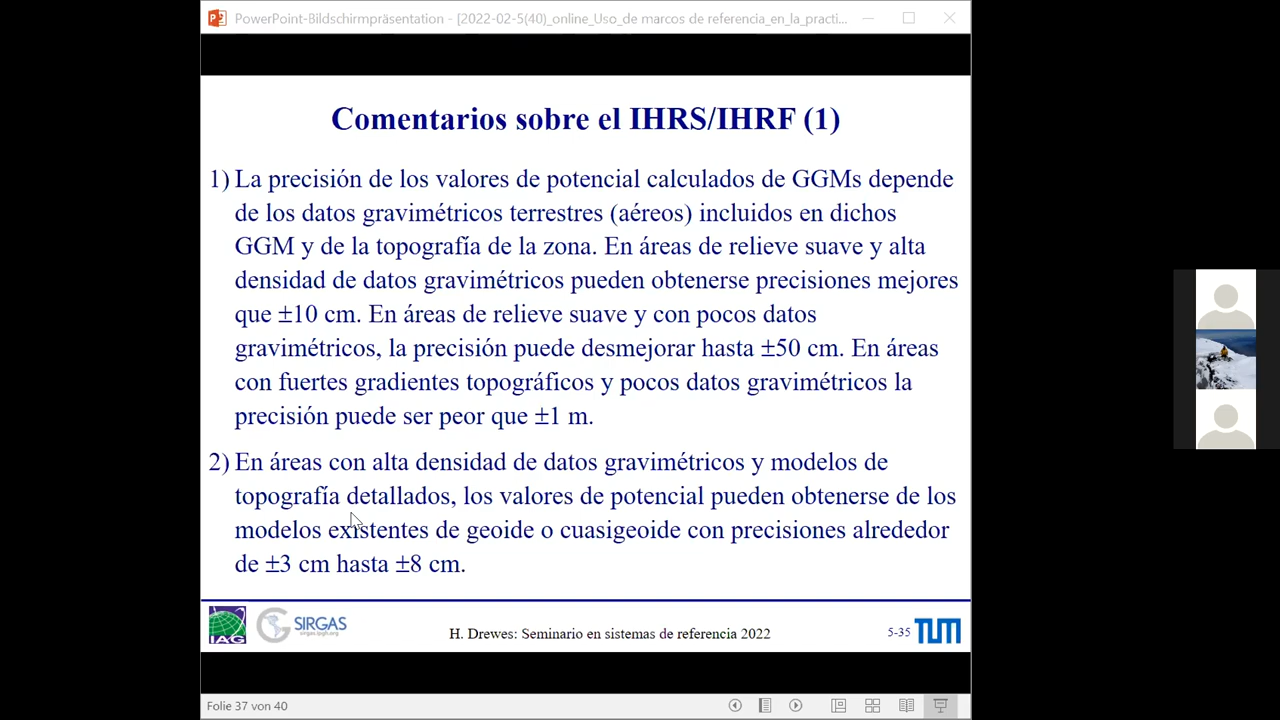 PowerPoint-Bildschirmpräsentation - [2022-02-5(40)_online_Uso_de marcos de referencia_en_la_practi...
Comentarios sobre el IHRS/IHRF (1)
1) La precisión de los valores de potencial calculados de GGMs depende
de los datos gravimétricos terrestres (aéreos) incluidos en dichos
GGM y de la topografía de la zona. En áreas de relieve suave y alta
densidad de datos gravimétricos pueden obtenerse precisiones mejores
que ±10 cm. En áreas de relieve suave y con pocos datos
gravimétricos, la precisión puede desmejorar hasta ±50 cm. En áreas
con fuertes gradientes topográficos y pocos datos gravimétricos la
precisión puede ser peor que ±1 m.
2) En áreas con alta densidad de datos gravimétricos y modelos de
topografía detallados, los valores de potencial pueden obtenerse de los
modelos existentes de geoide o cuasigeoide con precisiones alrededor
de ±3 cm hasta ±8 cm.
IAG
SIRGAS
sirgas.ipgh.org
H. Drewes: Seminario en sistemas de referencia 2022
5-35
TUM
Folie 37 von 40